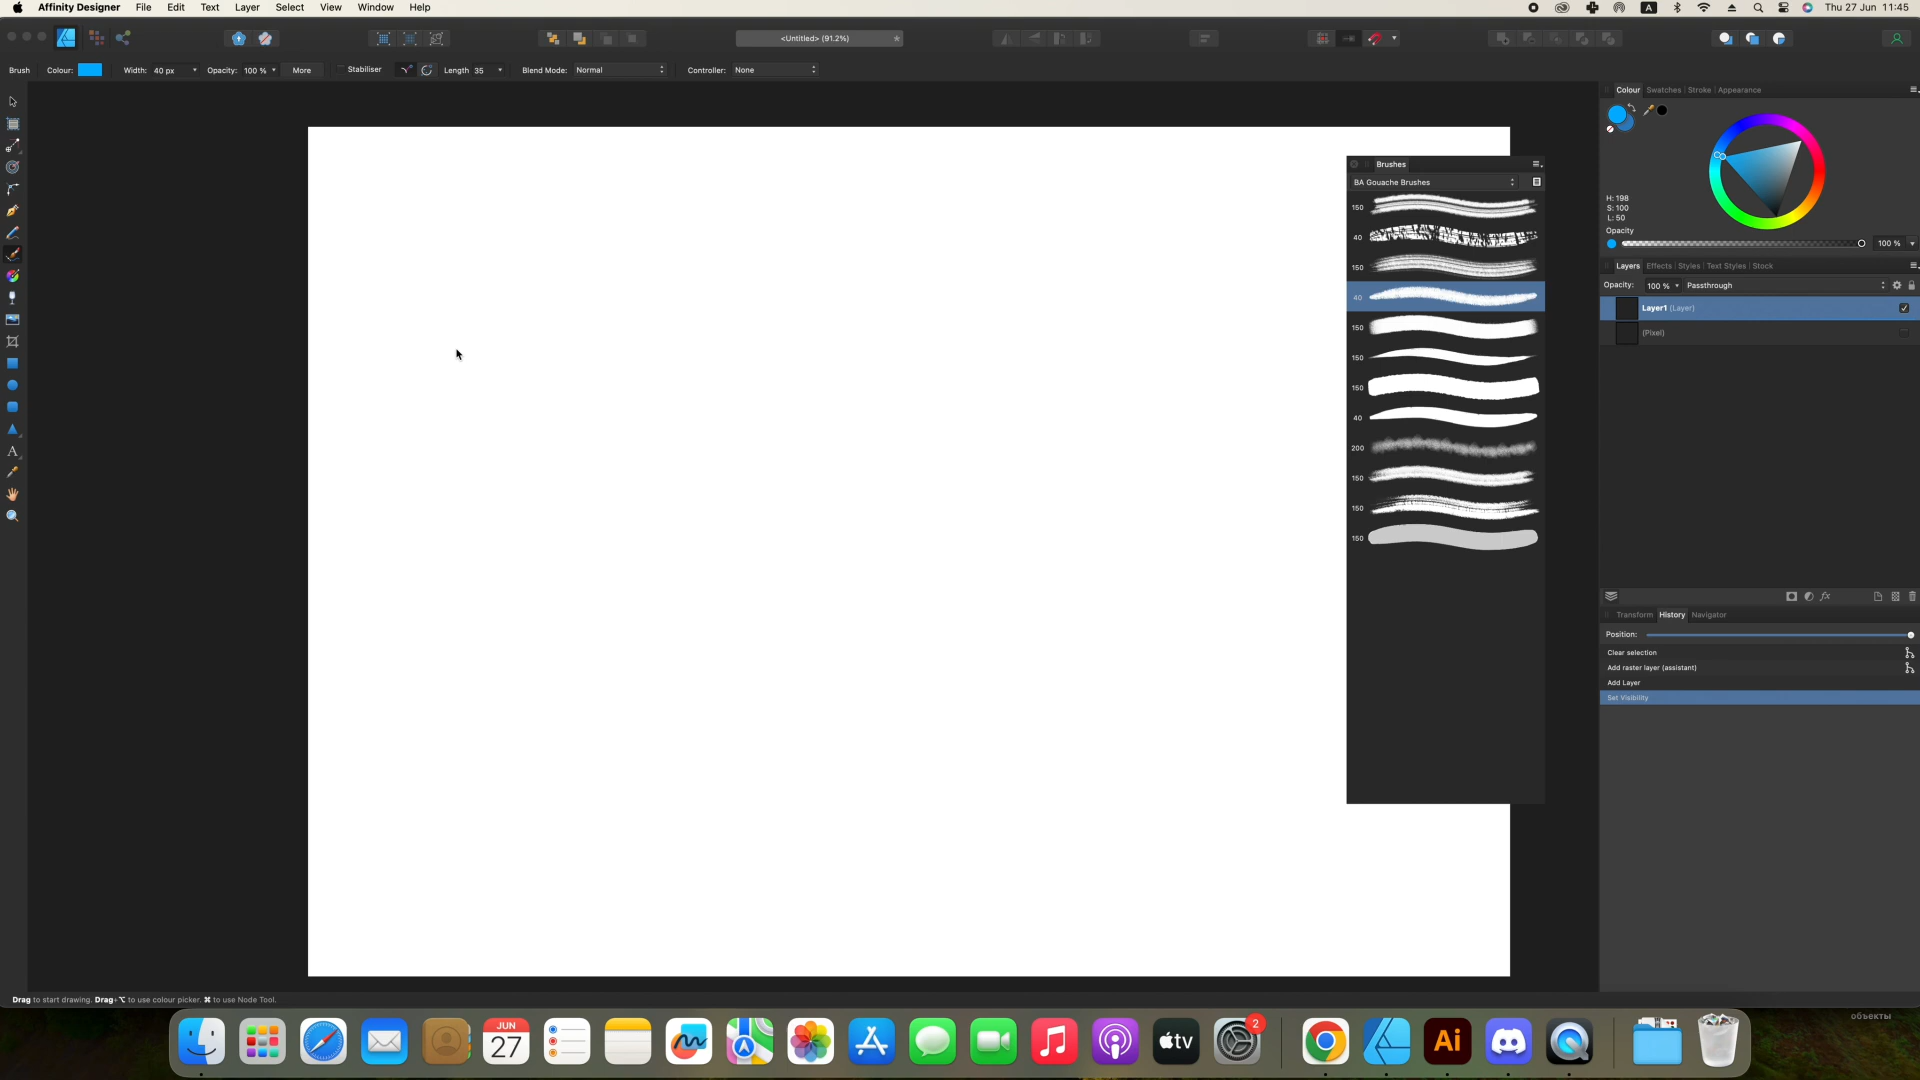 Affinity Designer File Edit Text Layer Select View Window Help
A Thu 27 Jun 11:45
<Untitled> (91.2%)
Brush Colour: Width: 40 px Opacity: 100 % More Stabiliser Length 35 Blend Mode: Normal Controller: None
Colour Swatches Stroke Appearance
H: 198
S: 100
L: 50
Opacity
100 %
Layers Effects Styles Text Styles Stock
Opacity: 100 % Passthrough
Layer1 (Layer)
(Pixel)
Brushes
BA Gouache Brushes
150
40
150
40
150
150
150
40
200
150
150
150
fx
Transform History Navigator
Position:
Clear selection
Add raster layer (assistant)
Add Layer
Set Visibility
A
Drag to start drawing. Drag+⌥ to use colour picker. ⌘ to use Node Tool.
объекты
JUN
27
tv
2
Ai